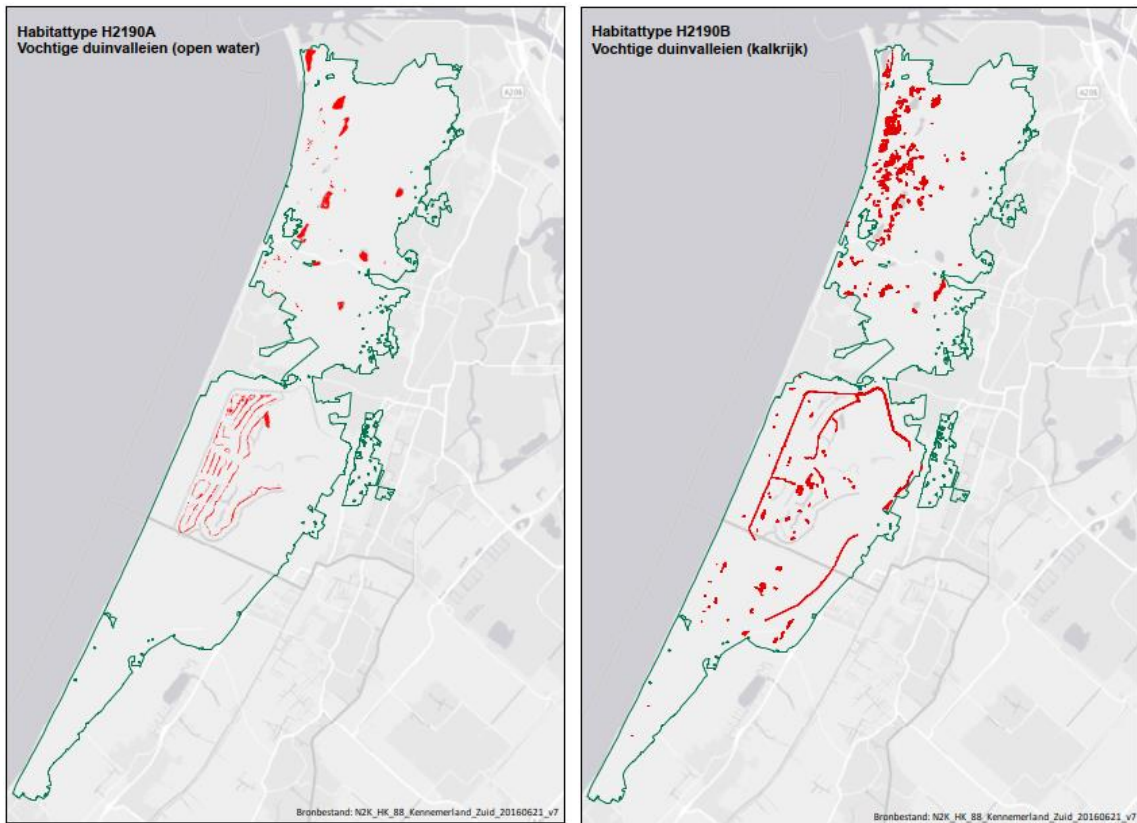 Habitattype H2190A
Vochtige duinvalleien (open water)
A208
Bronbestand: N2K_HK_88_Kennemerland_Zuid_20160621_v7
Habitattype H2190B
Vochtige duinvalleien (kalkrijk)
A208
Bronbestand: N2K_HK_88_Kennemerland_Zuid_20160621_v7